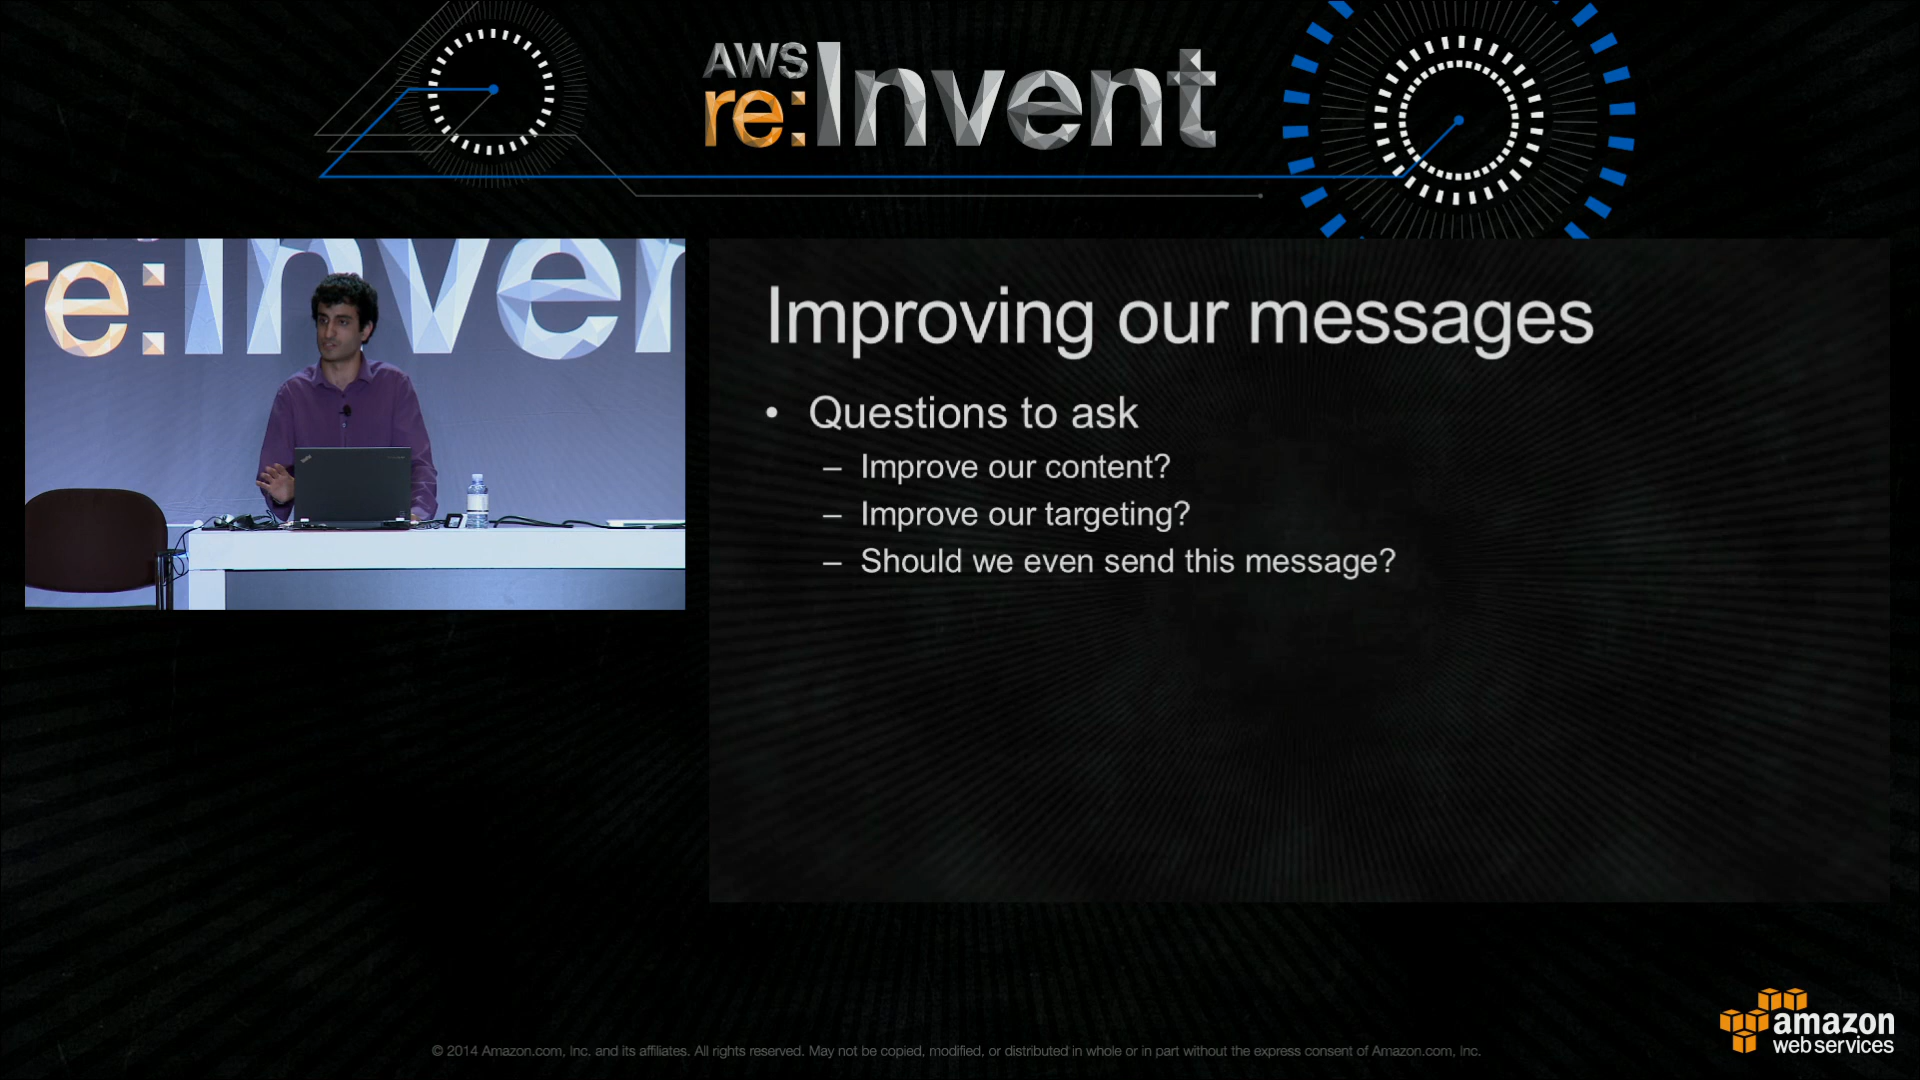 AWS
re:Invent
re:Inven
Improving our messages
• Questions to ask
– Improve our content?
– Improve our targeting?
– Should we even send this message?
© 2014 Amazon.com, Inc. and its affiliates. All rights reserved. May not be copied, modified, or distributed in whole or in part without the express consent of Amazon.com, Inc.
amazon
web services